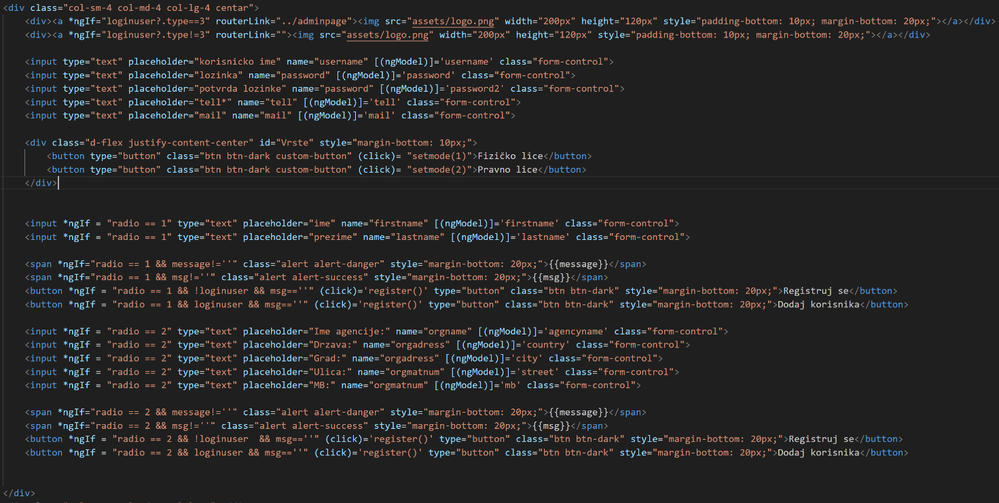 <div class="col-sm-4 col-md-4 col-lg-4 centar">
<div><a *ngIf="loginuser?.type==3" routerLink="../adminpage"><img src="assets/logo.png" width="200px" height="120px" style="padding-bottom: 10px; margin-bottom: 20px;"></a></div>
<div><a *ngIf="loginuser?.type!=3" routerLink=""><img src="assets/logo.png" width="200px" height="120px" style="padding-bottom: 10px; margin-bottom: 20px;"></a></div>
<input type="text" placeholder="korisnicko ime" name="username" [(ngModel)]='username' class="form-control">
<input type="text" placeholder="lozinka" name="password" [(ngModel)]='password' class="form-control">
<input type="text" placeholder="potvrda lozinke" name="password" [(ngModel)]='password2' class="form-control">
<input type="text" placeholder="tell*" name="tell" [(ngModel)]='tell' class="form-control">
<input type="text" placeholder="mail" name="mail" [(ngModel)]='mail' class="form-control">
<div class="d-flex justify-content-center" id="Vrste" style="margin-bottom: 10px;">
<button type="button" class="btn btn-dark custom-button" (click)= "setmode(1)">Fizičko lice</button>
<button type="button" class="btn btn-dark custom-button" (click)= "setmode(2)">Pravno lice</button>
</div>
<input *ngIf = "radio == 1" type="text" placeholder="ime" name="firstname" [(ngModel)]='firstname' class="form-control">
<input *ngIf = "radio == 1" type="text" placeholder="prezime" name="lastname" [(ngModel)]='lastname' class="form-control">
<span *ngIf="radio == 1 && message!=''" class="alert alert-danger" style="margin-bottom: 20px;">{{message}}</span>
<span *ngIf="radio == 1 && msg!=''" class="alert alert-success" style="margin-bottom: 20px;">{{msg}}</span>
<button *ngIf = "radio == 1 && !loginuser && msg==''" (click)='register()' type="button" class="btn btn-dark" style="margin-bottom: 20px;">Registruj se</button>
<button *ngIf = "radio == 1 && loginuser && msg==''" (click)='register()' type="button" class="btn btn-dark" style="margin-bottom: 20px;">Dodaj korisnika</button>
<input *ngIf = "radio == 2" type="text" placeholder="Ime agencije:" name="orgname" [(ngModel)]='agencyname' class="form-control">
<input *ngIf = "radio == 2" type="text" placeholder="Drzava:" name="orgadress" [(ngModel)]='country' class="form-control">
<input *ngIf = "radio == 2" type="text" placeholder="Grad:" name="orgadress" [(ngModel)]='city' class="form-control">
<input *ngIf = "radio == 2" type="text" placeholder="Ulica:" name="orgmatnum" [(ngModel)]='street' class="form-control">
<input *ngIf = "radio == 2" type="text" placeholder="MB:" name="orgmatnum" [(ngModel)]='mb' class="form-control">
<span *ngIf="radio == 2 && message!=''" class="alert alert-danger" style="margin-bottom: 20px;">{{message}}</span>
<span *ngIf="radio == 2 && msg!=''" class="alert alert-success" style="margin-bottom: 20px;">{{msg}}</span>
<button *ngIf = "radio == 2 && !loginuser  && msg==''" (click)='register()' type="button" class="btn btn-dark" style="margin-bottom: 20px;">Registruj se</button>
<button *ngIf = "radio == 2 && loginuser && msg==''" (click)='register()' type="button" class="btn btn-dark" style="margin-bottom: 20px;">Dodaj korisnika</button>
</div>